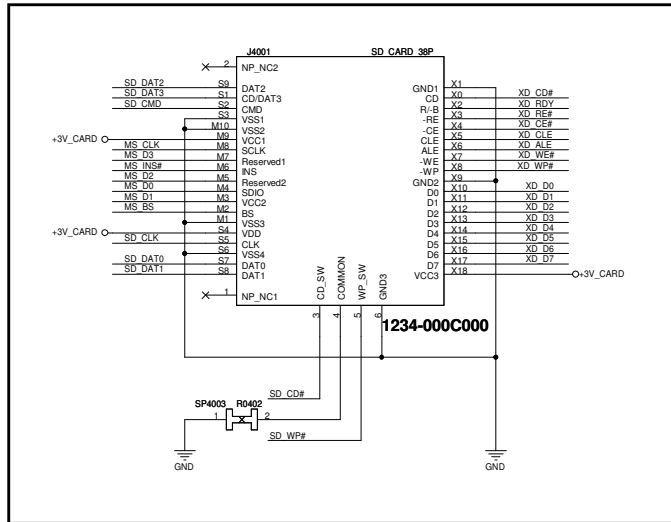 J4001 SD_CARD_38P
2 NP_NC2
SD_DAT2 S9 DAT2
SD_DAT3 S1 CD/DAT3
SD_CMD S2 CMD
S3 VSS1
M10 VSS2
+3V_CARD M9 VCC1
MS_CLK M8 SCLK
MS_D3 M7 Reserved1
MS_INS# M6 INS
MS_D2 M5 Reserved2
MS_D0 M4 SDIO
MS_D1 M3 VCC2
MS_BS M2 BS
M1 VSS3
+3V_CARD S4 VDD
SD_CLK S5 CLK
S6 VSS4
SD_DAT0 S7 DAT0
SD_DAT1 S8 DAT1
1 NP_NC1
GND1 X1
CD X0 XD_CD#
R/-B X2 XD_RDY
-RE X3 XD_RE#
-CE X4 XD_CE#
CLE X5 XD_CLE
ALE X6 XD_ALE
-WE X7 XD_WE#
-WP X8 XD_WP#
GND2 X9
D0 X10 XD_D0
D1 X11 XD_D1
D2 X12 XD_D2
D3 X13 XD_D3
D4 X14 XD_D4
D5 X15 XD_D5
D6 X16 XD_D6
D7 X17 XD_D7
VCC3 X18 +3V_CARD
CD_SW COMMON WP_SW GND3
3 4 5 6
1234-000C000
SD_CD#
SP4003 R0402
1 2
SD_WP#
GND GND